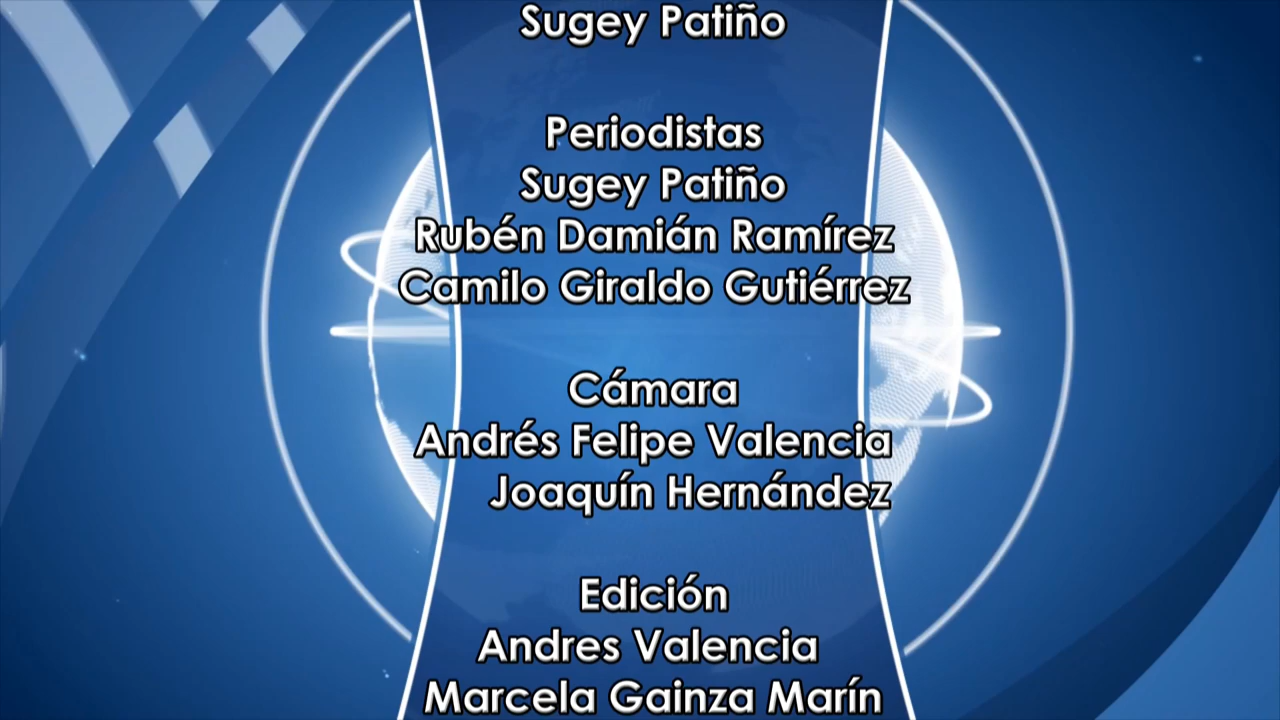 Sugey Patiño
Periodistas
Sugey Patiño
Rubén Damián Ramírez
Camilo Giraldo Gutiérrez
Cámara
Andrés Felipe Valencia
Joaquín Hernández
Edición
Andres Valencia
Marcela Gainza Marín